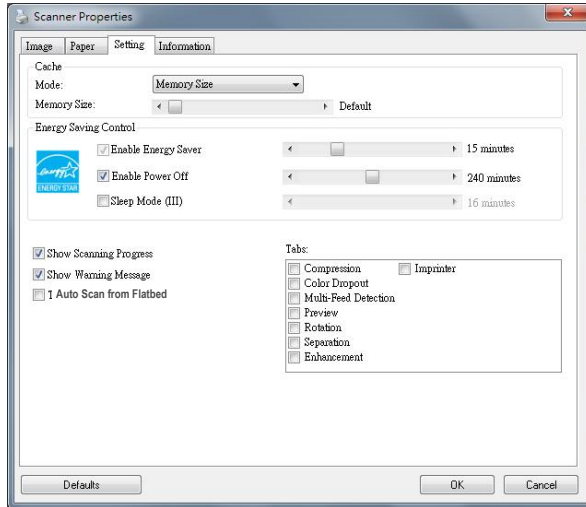 Scanner Properties
Image Paper Setting Information
Cache
Mode: Memory Size
Memory Size: Default
Energy Saving Control
Enable Energy Saver 15 minutes
energy
ENERGY STAR
Enable Power Off 240 minutes
Sleep Mode (III) 16 minutes
Show Scanning Progress
Show Warning Message
Auto Scan from Flatbed
Tabs:
Compression Imprinter
Color Dropout
Multi-Feed Detection
Preview
Rotation
Separation
Enhancement
Defaults OK Cancel